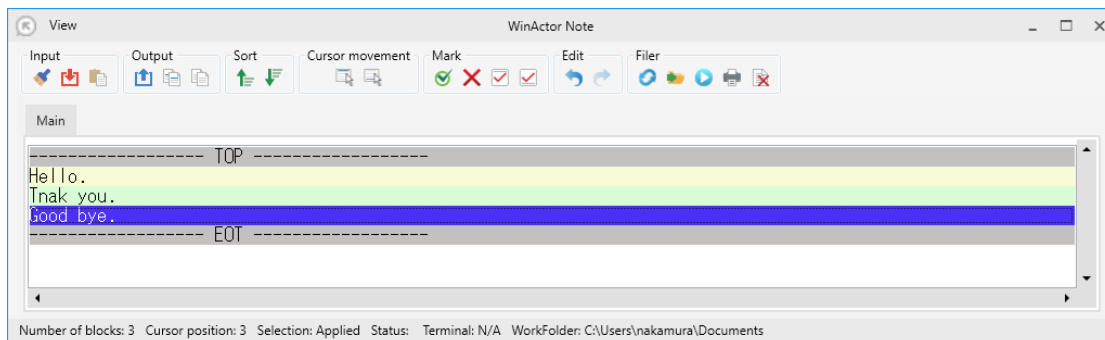 View WinActor Note
Input Output Sort Cursor movement Mark Edit Filer
Main
------------------ TOP ------------------
Hello.
Tnak you.
Good bye.
------------------ EOT ------------------
Number of blocks: 3 Cursor position: 3 Selection: Applied Status: Terminal: N/A WorkFolder: C:\Users\nakamura\Documents